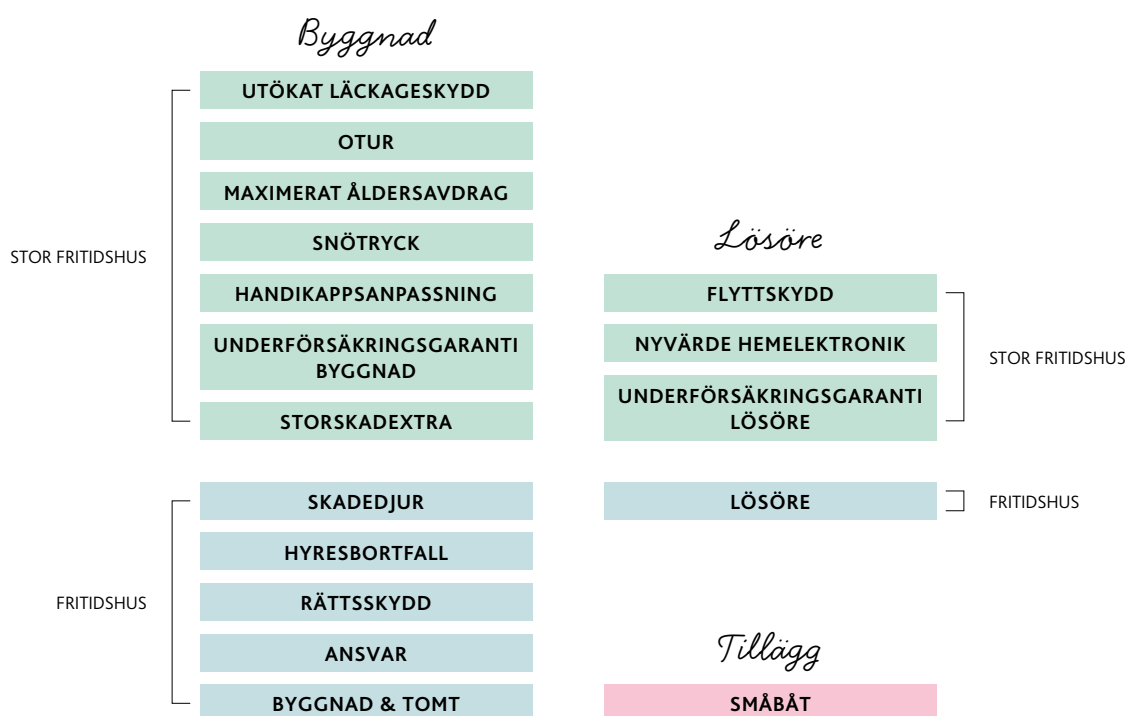 Byggnad
UTÖKAT LÄCKAGESKYDD
OTUR
MAXIMERAT ÅLDERSAVDRAG
SNÖTRYCK
HANDIKAPPSANPASSNING
UNDERFÖRSÄKRINGSGARANTI
BYGGNAD
STORSKADEXTRA
STOR FRITIDSHUS
SKADEDJUR
HYRESBORTFALL
RÄTTSSKYDD
ANSVAR
BYGGNAD & TOMT
FRITIDSHUS
Lösöre
FLYTTSKYDD
NYVÄRDE HEMELEKTRONIK
UNDERFÖRSÄKRINGSGARANTI
LÖSÖRE
STOR FRITIDSHUS
LÖSÖRE
FRITIDSHUS
Tillägg
SMÅBÅT